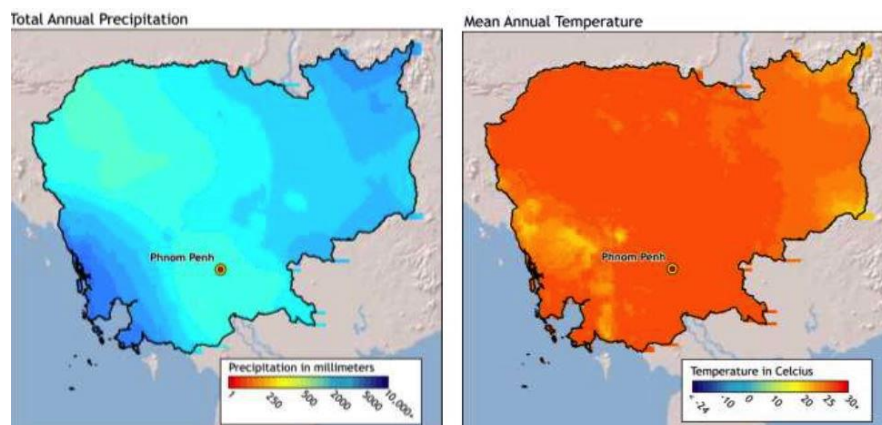 Total Annual Precipitation
Mean Annual Temperature
Phnom Penh
Phnom Penh
Precipitation in millimeters
1 250 500 2000 5000 10,000+
Temperature in Celcius
< -24 -10 0 10 20 25 30+